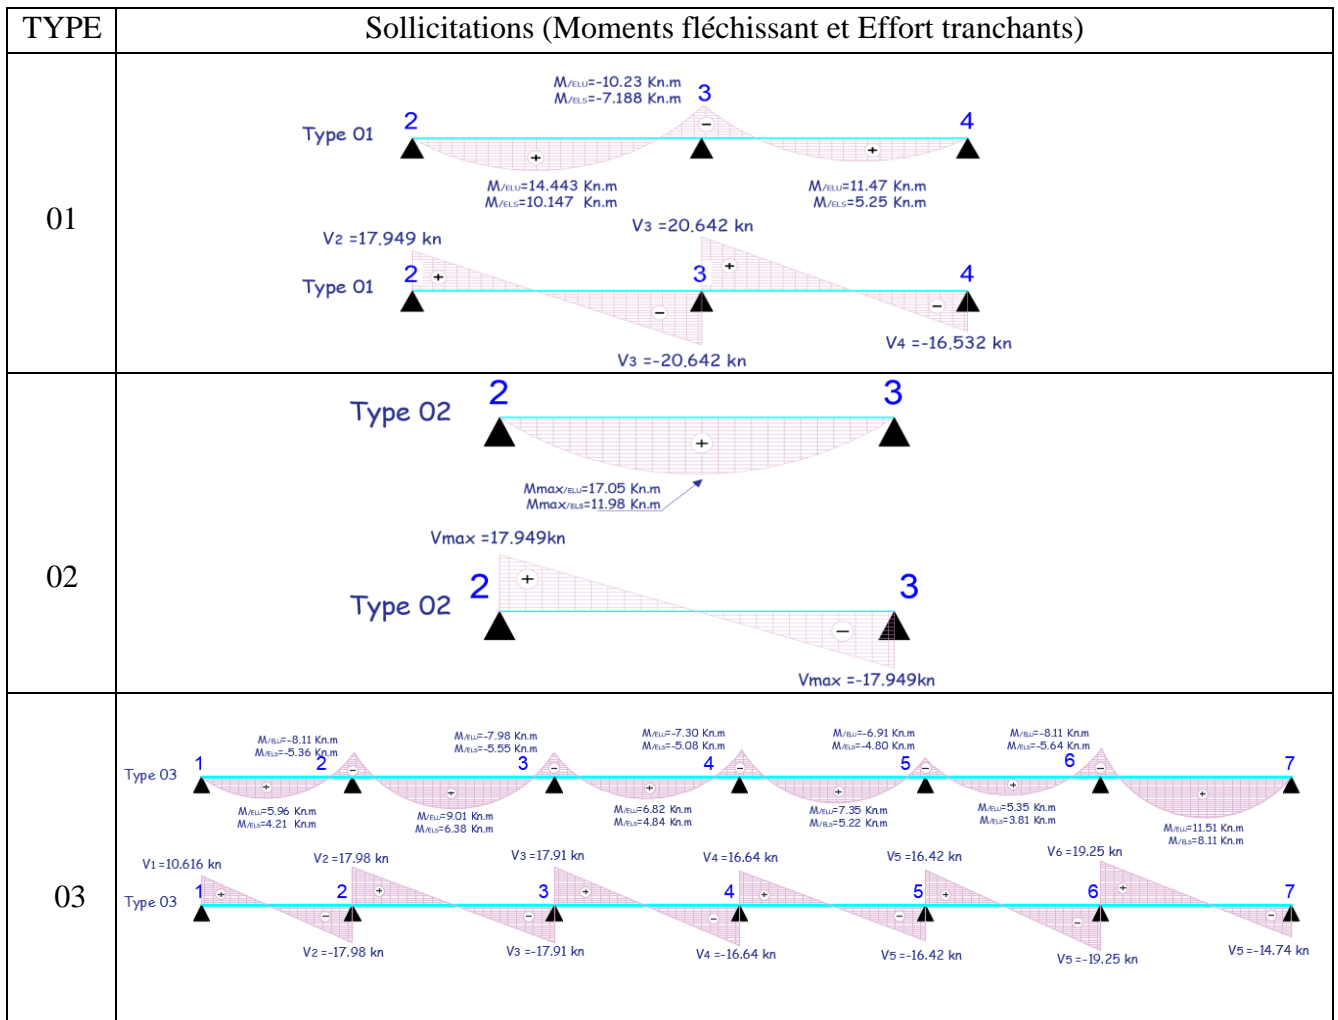 TYPE
Sollicitations (Moments fléchissant et Effort tranchants)
01
M/ELU=-10.23 Kn.m
M/ELS=-7.188 Kn.m
3
2
4
Type 01
+
-
+
M/ELU=14.443 Kn.m
M/ELS=10.147 Kn.m
M/ELU=11.47 Kn.m
M/ELS=5.25 Kn.m
V3 =20.642 kn
V2 =17.949 kn
2
3
4
Type 01
+
-
+
-
V4 =-16.532 kn
V3 =-20.642 kn
02
2
3
Type 02
+
Mmax/ELU=17.05 Kn.m
Mmax/ELS=11.98 Kn.m
Vmax =17.949kn
2
3
Type 02
+
-
Vmax =-17.949kn
03
M/ELU=-8.11 Kn.m
M/ELS=-5.36 Kn.m
M/ELU=-7.98 Kn.m
M/ELS=-5.55 Kn.m
M/ELU=-7.30 Kn.m
M/ELS=-5.08 Kn.m
M/ELU=-6.91 Kn.m
M/ELS=-4.80 Kn.m
M/ELU=-8.11 Kn.m
M/ELS=-5.64 Kn.m
Type 03
1
2
3
4
5
6
7
+
-
+
-
+
-
+
-
+
-
+
M/ELU=5.96 Kn.m
M/ELS=4.21 Kn.m
M/ELU=9.01 Kn.m
M/ELS=6.38 Kn.m
M/ELU=6.82 Kn.m
M/ELS=4.84 Kn.m
M/ELU=7.35 Kn.m
M/ELS=5.22 Kn.m
M/ELU=5.35 Kn.m
M/ELS=3.81 Kn.m
M/ELU=11.51 Kn.m
M/ELS=8.11 Kn.m
V1 =10.616 kn
V2 =17.98 kn
V3 =17.91 kn
V4 =16.64 kn
V5 =16.42 kn
V6 =19.25 kn
Type 03
1
2
3
4
5
6
7
+
-
+
-
+
-
+
-
+
-
+
-
V2 =-17.98 kn
V3 =-17.91 kn
V4 =-16.64 kn
V5 =-16.42 kn
V5 =-19.25 kn
V5 =-14.74 kn